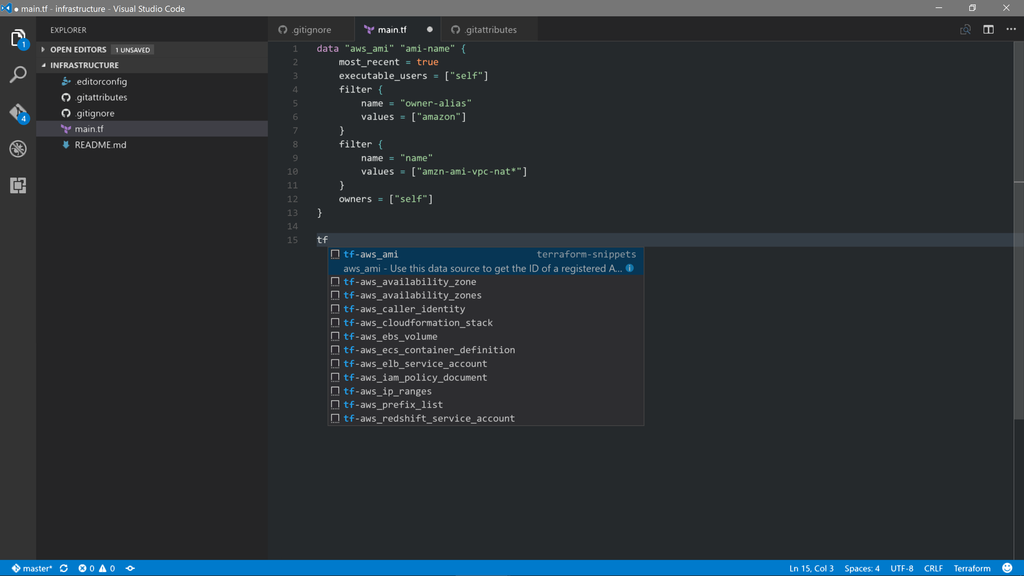 ● main.tf - infrastructure - Visual Studio Code
EXPLORER
OPEN EDITORS 1 UNSAVED
INFRASTRUCTURE
.editorconfig
.gitattributes
.gitignore
main.tf
README.md
1
4
.gitignore
main.tf
.gitattributes
1 data "aws_ami" "ami-name" {
2 most_recent = true
3 executable_users = ["self"]
4 filter {
5 name = "owner-alias"
6 values = ["amazon"]
7 }
8 filter {
9 name = "name"
10 values = ["amzn-ami-vpc-nat*"]
11 }
12 owners = ["self"]
13 }
14
15 tf
tf-aws_ami terraform-snippets
aws_ami - Use this data source to get the ID of a registered A...
tf-aws_availability_zone
tf-aws_availability_zones
tf-aws_caller_identity
tf-aws_cloudformation_stack
tf-aws_ebs_volume
tf-aws_ecs_container_definition
tf-aws_elb_service_account
tf-aws_iam_policy_document
tf-aws_ip_ranges
tf-aws_prefix_list
tf-aws_redshift_service_account
master* 0 0 Ln 15, Col 3 Spaces: 4 UTF-8 CRLF Terraform